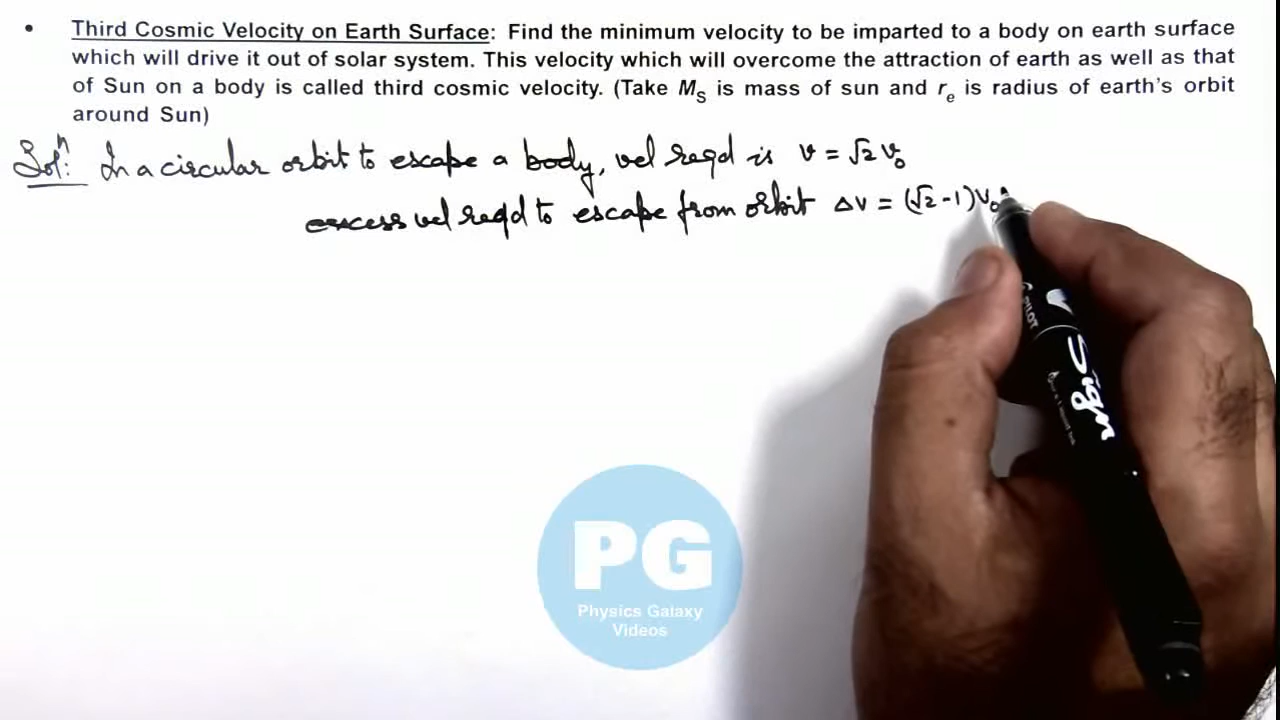 • Third Cosmic Velocity on Earth Surface: Find the minimum velocity to be imparted to a body on earth surface
which will drive it out of solar system. This velocity which will overcome the attraction of earth as well as that
of Sun on a body is called third cosmic velocity. (Take M_S is mass of sun and r_e is radius of earth's orbit
around Sun)
Solⁿ: In a circular orbit to escape a body, vel reqd is v = √2 v₀
excess vel reqd to escape from orbit ΔV = (√2 -1)V₀
PILOT
V Sign
PG
Physics Galaxy
Videos